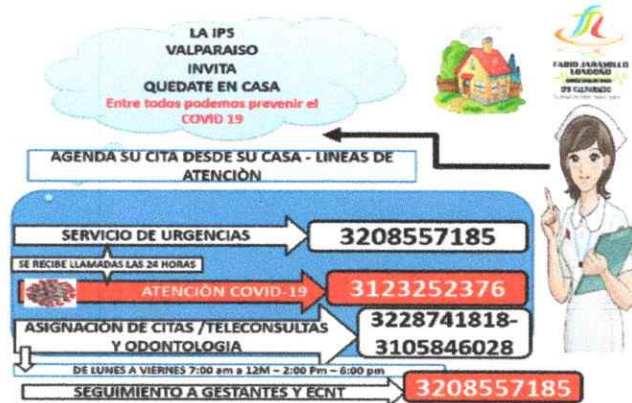 LA IPS
VALPARAISO
INVITA
QUEDATE EN CASA
Entre todos podemos prevenir el
COVID 19
FABIO JARAMILLO
LONDOÑO
IPS VALPARAISO
AGENDA SU CITA DESDE SU CASA - LINEAS DE
ATENCIÒN
SERVICIO DE URGENCIAS
3208557185
SE RECIBE LLAMADAS LAS 24 HORAS
ATENCIÒN COVID-19
3123252376
ASIGNACIÓN DE CITAS /TELECONSULTAS
Y ODONTOLOGIA
3228741818-
3105846028
DE LUNES A VIERNES 7:00 am a 12M – 2:00 Pm – 6:00 pm
SEGUIMIENTO A GESTANTES Y ECNT
3208557185